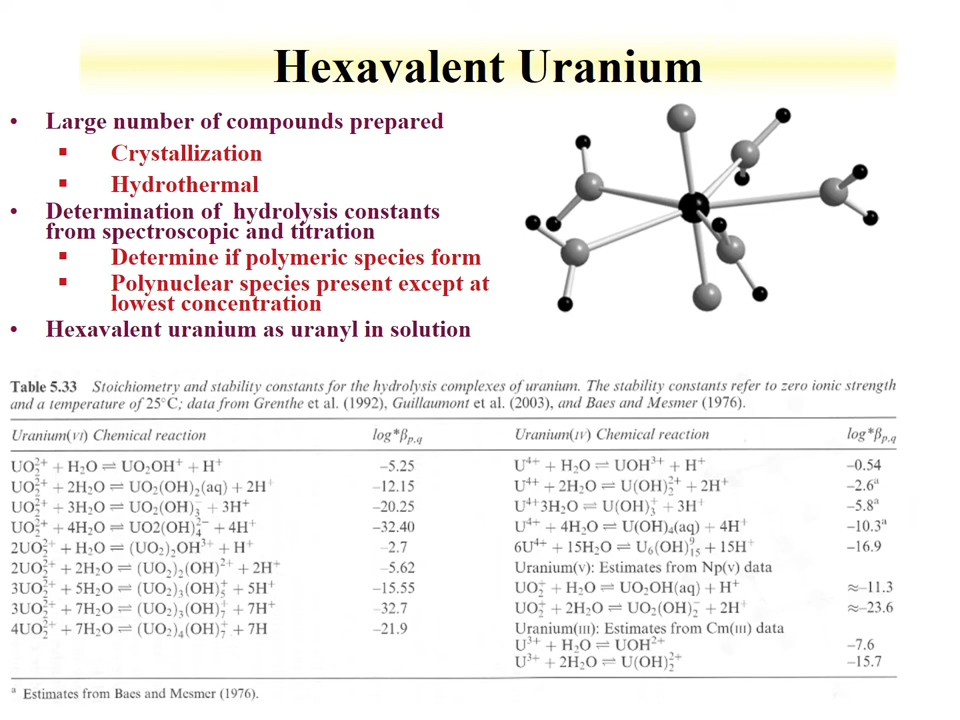 Hexavalent Uranium
• Large number of compounds prepared
▪ Crystallization
▪ Hydrothermal
• Determination of hydrolysis constants
from spectroscopic and titration
▪ Determine if polymeric species form
▪ Polynuclear species present except at
lowest concentration
• Hexavalent uranium as uranyl in solution
Table 5.33 Stoichiometry and stability constants for the hydrolysis complexes of uranium. The stability constants refer to zero ionic strength
and a temperature of 25°C; data from Grenthe et al. (1992), Guillaumont et al. (2003), and Baes and Mesmer (1976).
Uranium(VI) Chemical reaction log*βp,q Uranium(IV) Chemical reaction log*βp,q
UO₂²⁺ + H₂O ⇌ UO₂OH⁺ + H⁺ −5.25 U⁴⁺ + H₂O ⇌ UOH³⁺ + H⁺ −0.54
UO₂²⁺ + 2H₂O ⇌ UO₂(OH)₂(aq) + 2H⁺ −12.15 U⁴⁺ + 2H₂O ⇌ U(OH)₂²⁺ + 2H⁺ −2.6ᵃ
UO₂²⁺ + 3H₂O ⇌ UO₂(OH)₃⁻ + 3H⁺ −20.25 U⁴⁺3H₂O ⇌ U(OH)₃⁺ + 3H⁺ −5.8ᵃ
UO₂²⁺ + 4H₂O ⇌ UO2(OH)₄²⁻ + 4H⁺ −32.40 U⁴⁺ + 4H₂O ⇌ U(OH)₄(aq) + 4H⁺ −10.3ᵃ
2UO₂²⁺ + H₂O ⇌ (UO₂)₂OH³⁺ + H⁺ −2.7 6U⁴⁺ + 15H₂O ⇌ U₆(OH)₁₅⁹ + 15H⁺ −16.9
2UO₂²⁺ + 2H₂O ⇌ (UO₂)₂(OH)²⁺ + 2H⁺ −5.62 Uranium(V): Estimates from Np(V) data
3UO₂²⁺ + 5H₂O ⇌ (UO₂)₃(OH)₅⁺ + 5H⁺ −15.55 UO₂⁺ + H₂O ⇌ UO₂OH(aq) + H⁺ ≈−11.3
3UO₂²⁺ + 7H₂O ⇌ (UO₂)₃(OH)₇⁺ + 7H⁺ −32.7 UO₂⁺ + 2H₂O ⇌ UO₂(OH)₂⁻ + 2H⁺ ≈−23.6
4UO₂²⁺ + 7H₂O ⇌ (UO₂)₄(OH)₇⁺ + 7H −21.9 Uranium(III): Estimates from Cm(III) data
U³⁺ + H₂O ⇌ UOH²⁺ −7.6
U³⁺ + 2H₂O ⇌ U(OH)₂²⁺ −15.7
ᵃ Estimates from Baes and Mesmer (1976).